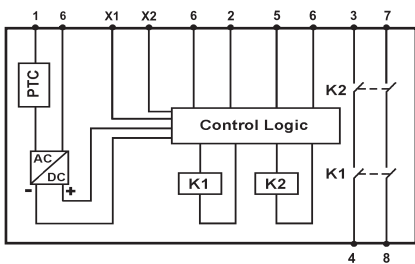 1 6 X1 X2 6 2 5 6 3 7
PTC
K2
Control Logic
AC
DC
- +
K1 K2
K1
4 8